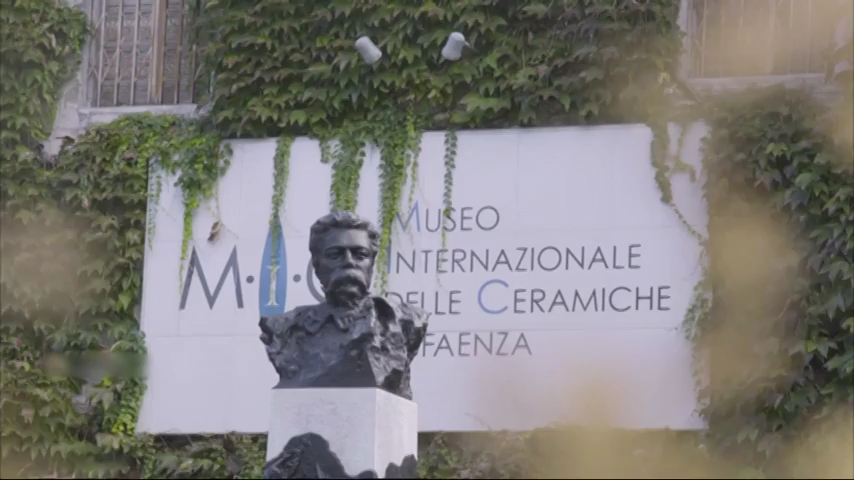 M·I·C
MUSEO
INTERNAZIONALE
DELLE CERAMICHE
FAENZA